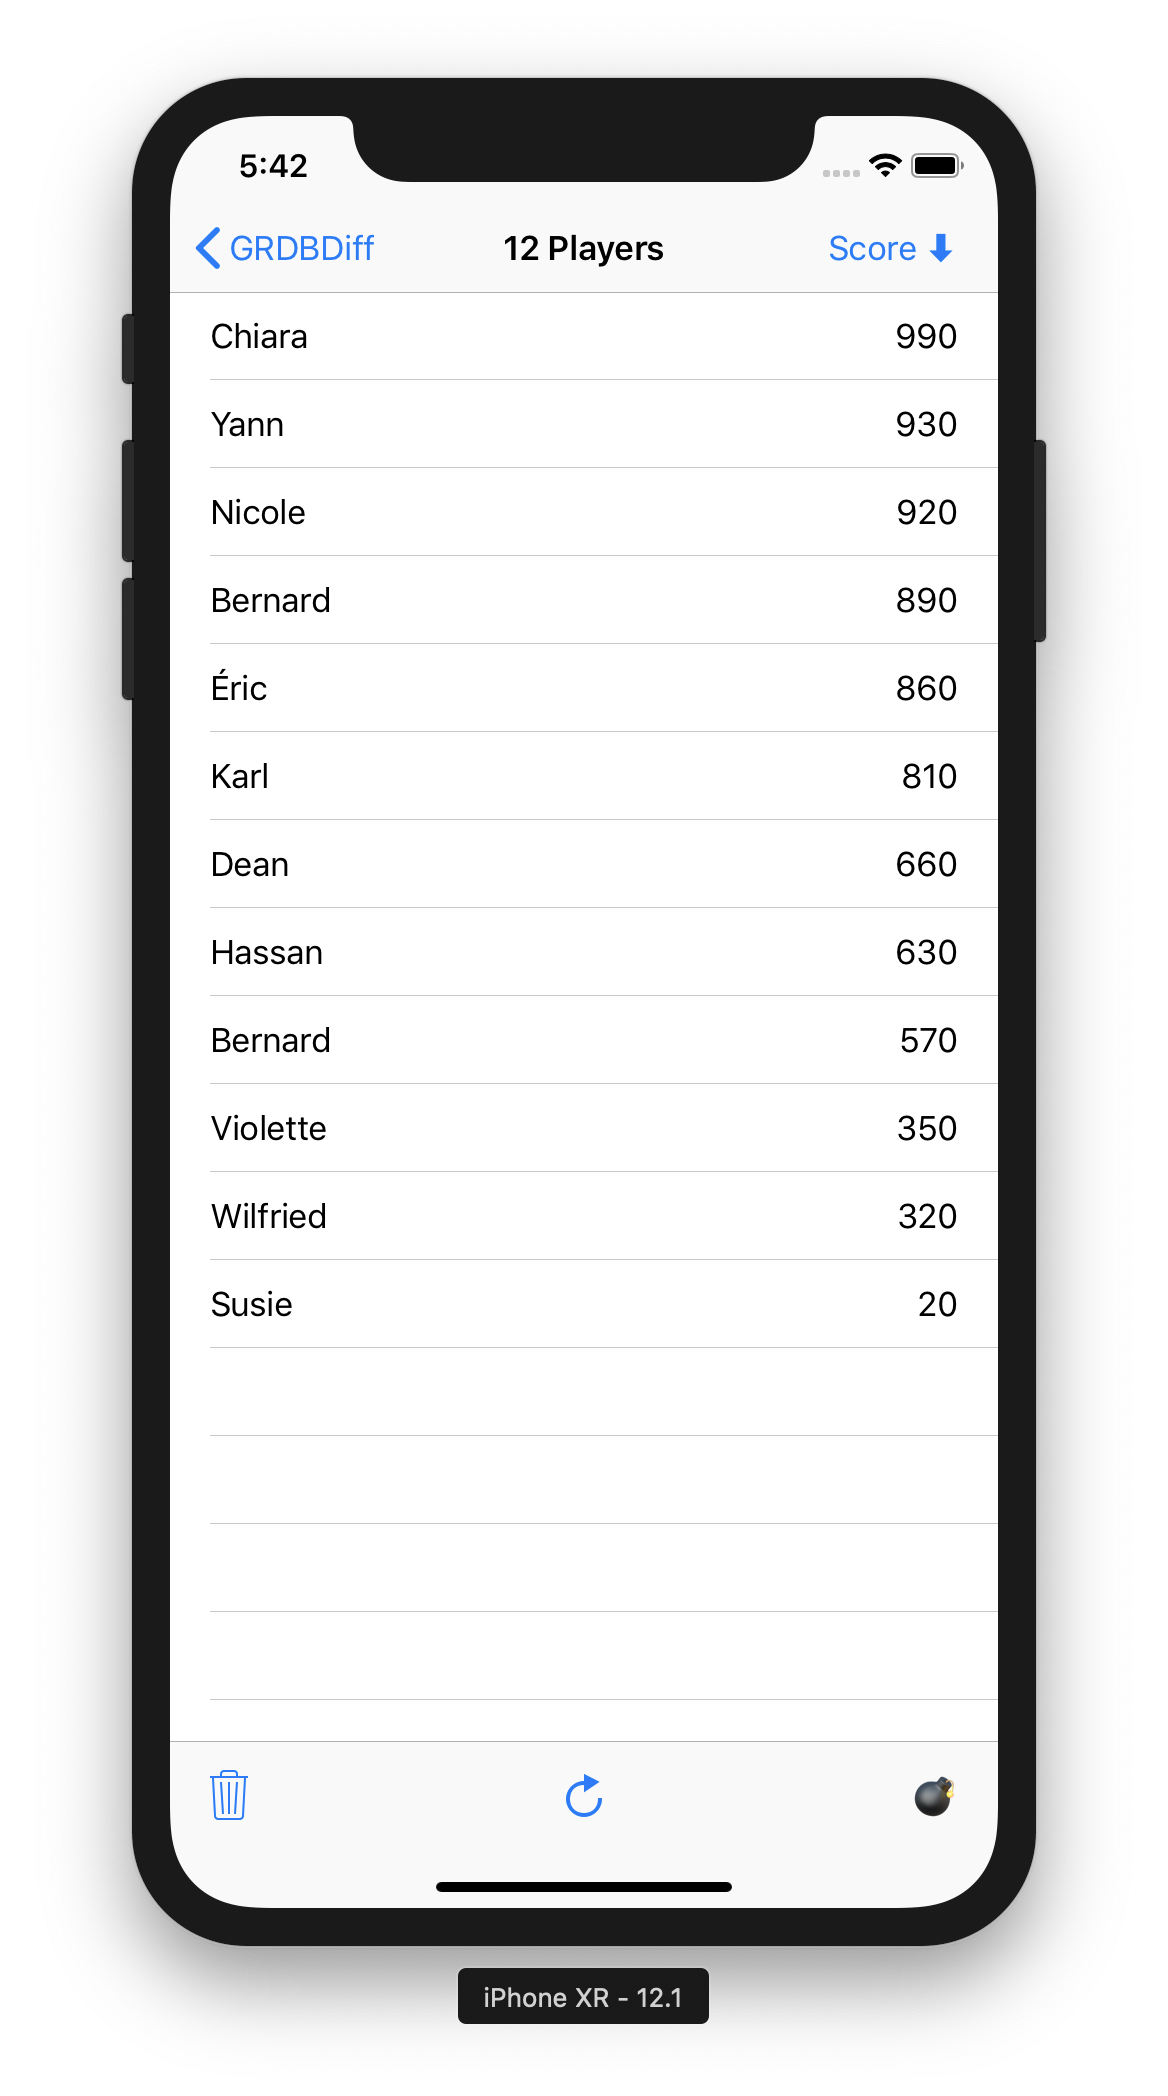 5:42
GRDBDiff 12 Players Score
Chiara 990
Yann 930
Nicole 920
Bernard 890
Éric 860
Karl 810
Dean 660
Hassan 630
Bernard 570
Violette 350
Wilfried 320
Susie 20
iPhone XR - 12.1